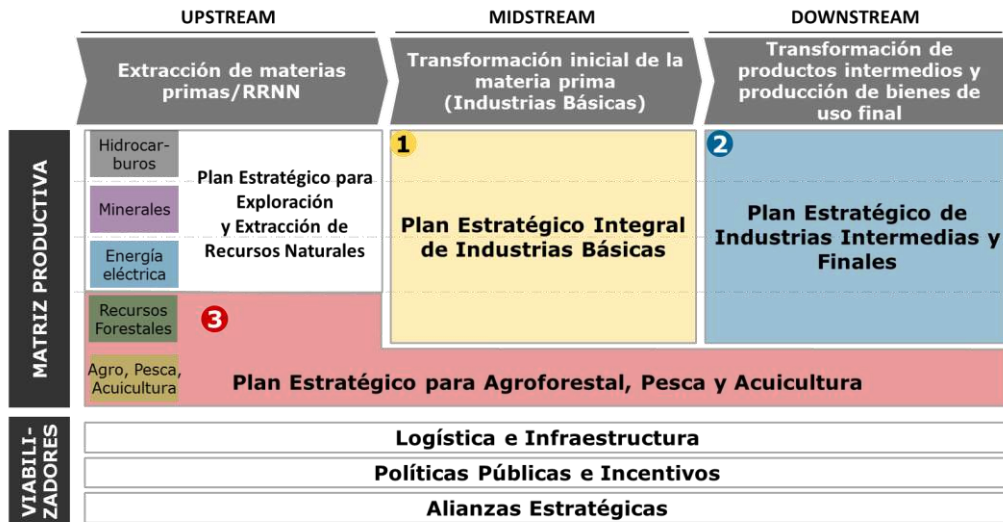 UPSTREAM
MIDSTREAM
DOWNSTREAM
Extracción de materias
primas/RRNN
Transformación inicial de la
materia prima
(Industrias Básicas)
Transformación de
productos intermedios y
producción de bienes de
uso final
MATRIZ PRODUCTIVA
Hidrocar-
buros
Minerales
Energía
eléctrica
Recursos
Forestales
Agro, Pesca,
Acuicultura
Plan Estratégico para
Exploración
y Extracción de
Recursos Naturales
1
Plan Estratégico Integral
de Industrias Básicas
2
Plan Estratégico de
Industrias Intermedias y
Finales
3
Plan Estratégico para Agroforestal, Pesca y Acuicultura
VIABILI-
ZADORES
Logística e Infraestructura
Políticas Públicas e Incentivos
Alianzas Estratégicas